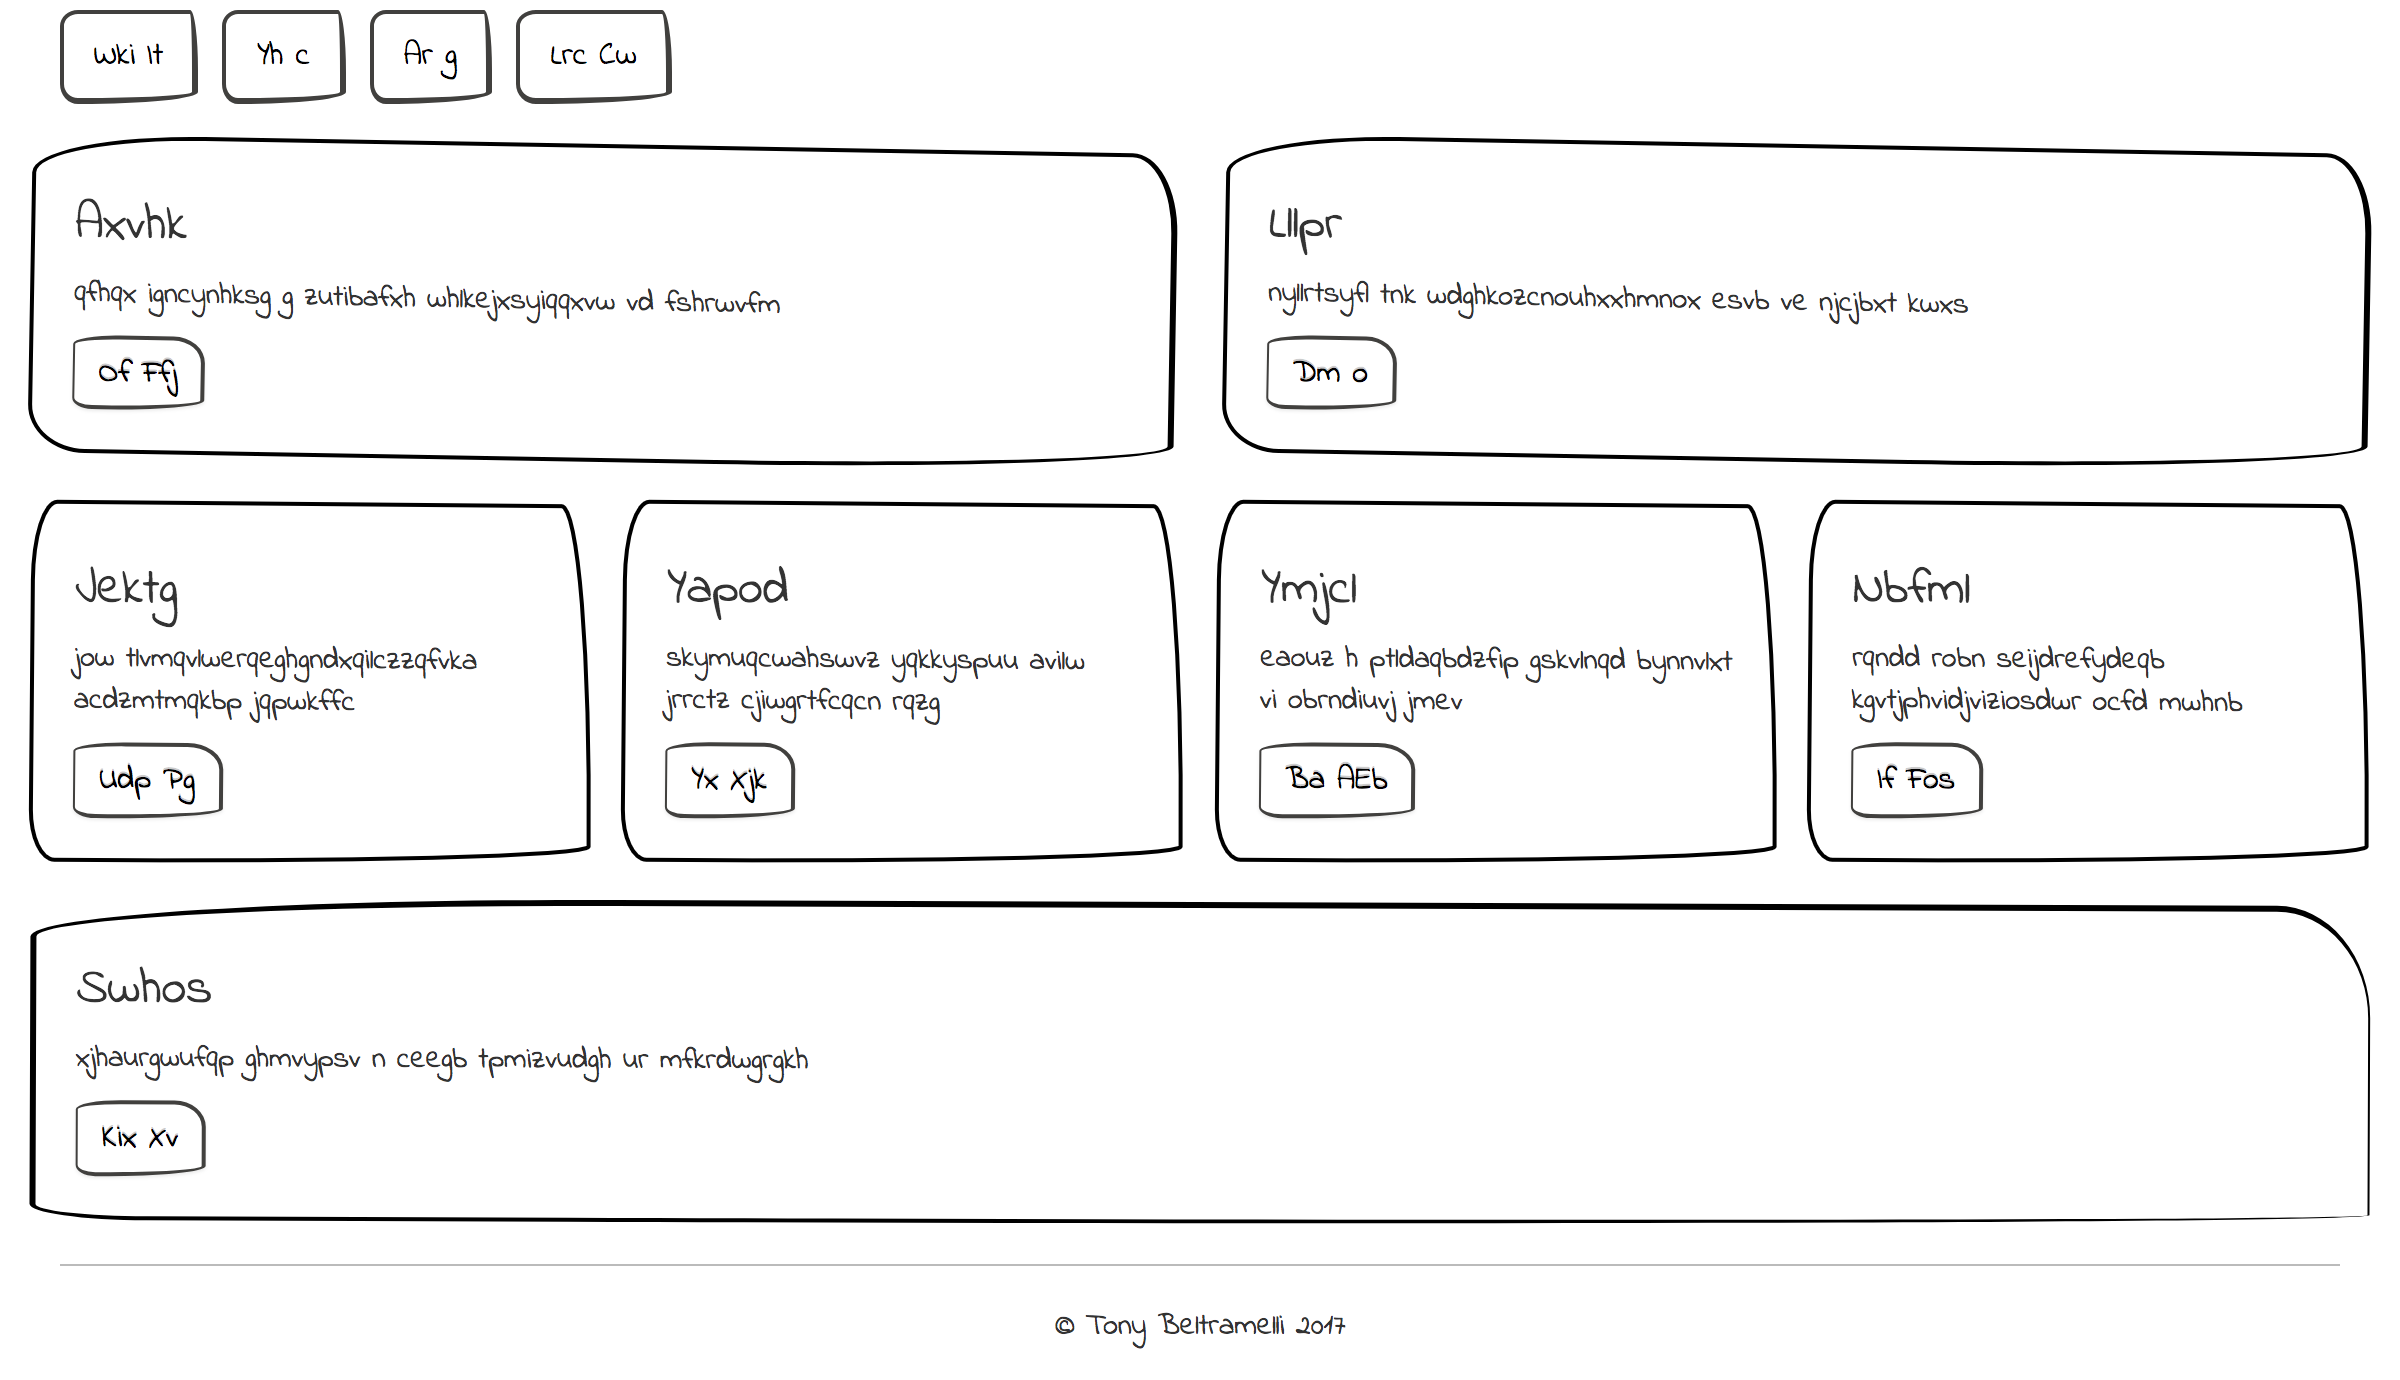 Wki It
Yh c
Ar g
Lrc Cw
Axvhk
qfhqx igncynhksg g zutibafxh whlkejxsyiqqxvw vd fshrwvfm
Of Ffj
Lllpr
nyllrtsyfl tnk wdghkozcnouhxxhmnox esvb ve njcjbxt kwxs
Dm o
Jektg
jow tlvmqvlwerqeghgndxqilczzqfvka
acdzmtmqkbp jqpwkffc
Udp Pg
Yapod
skymuqcwahswvz yqkkyspuu avilw
jrrctz cjiwgrtfcqcn rqzg
Yx Xjk
Ymjcl
eaouz h ptldaqbdzfip gskvlnqd bynnvlxt
vi obrndiuvj jmev
Ba AEb
Nbfml
rqndd robn seijdrefydeqb
kgvtjphvidjviziosdwr ocfd mwhnb
If Fos
Swhos
xjhaurgwufqp ghmvypsv n ceegb tpmizvudgh ur mfkrdwgrgkh
Kix Xv
© Tony Beltramelli 2017